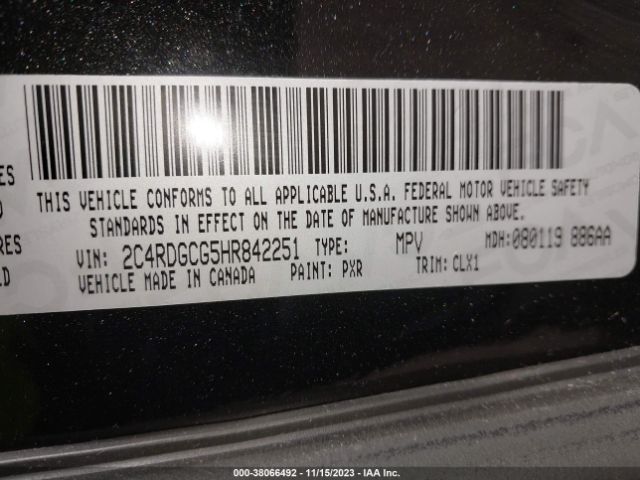 ES
THIS VEHICLE CONFORMS TO ALL APPLICABLE U.S.A. FEDERAL MOTOR VEHICLE SAFETY
STANDARDS IN EFFECT ON THE DATE OF MANUFACTURE SHOWN ABOVE.
RES
VIN: 2C4RDGCG5HR842251 TYPE: MPV MDH:080119 886AA
D
VEHICLE MADE IN CANADA PAINT: PXR TRIM: CLX1
000-38066492 - 11/15/2023 - IAA Inc.